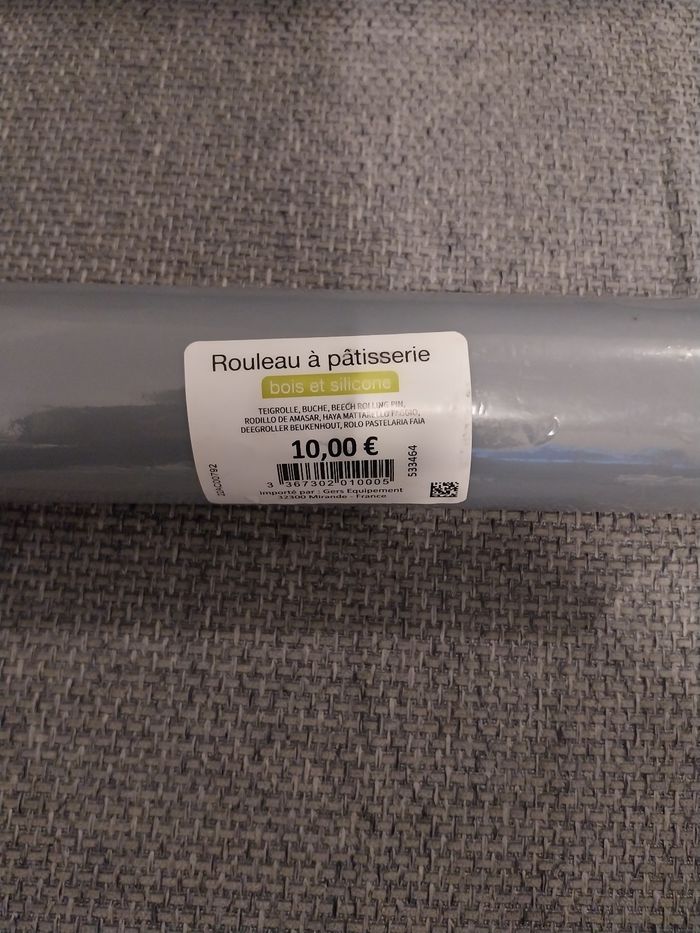 Rouleau à pâtisserie
bois et silicone
TEIGROLLE, BUCHE, BEECH ROLLING PIN,
RODILLO DE AMASAR, HAYA MATTARELLO FAGGIO,
DEEGROLLER BEUKENHOUT, ROLO PASTELARIA FAIA
10,00 €
3 367302 010005
533464
Importé par : Gers Equipement
32300 Mirande - France